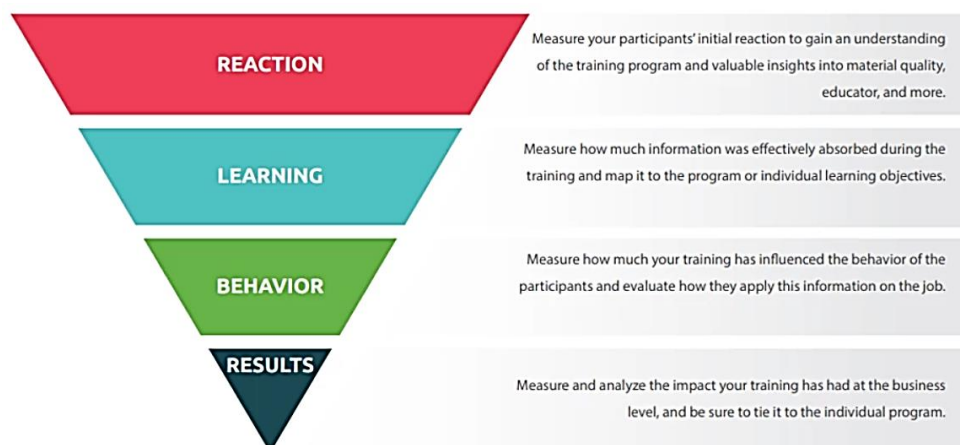 REACTION
Measure your participants' initial reaction to gain an understanding
of the training program and valuable insights into material quality,
educator, and more.
LEARNING
Measure how much information was effectively absorbed during the
training and map it to the program or individual learning objectives.
BEHAVIOR
Measure how much your training has influenced the behavior of the
participants and evaluate how they apply this information on the job.
RESULTS
Measure and analyze the impact your training has had at the business
level, and be sure to tie it to the individual program.